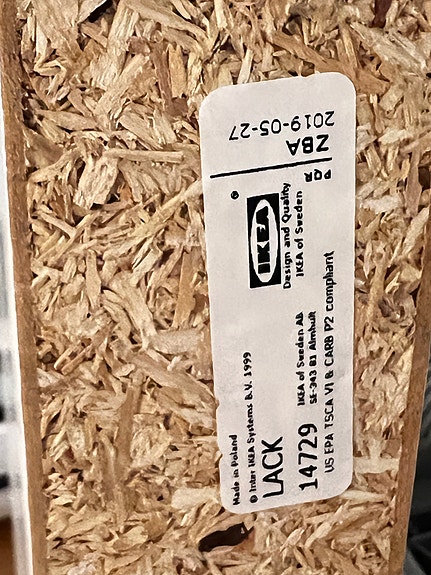 Made in Poland
© Inter IKEA Systems B.V. 1999
LACK
14729
IKEA of Sweden AB
SE-343 81 Älmhult
US EPA TSCA VI & CARB P2 compliant
®
IKEA
Design and Quality
IKEA of Sweden
PQR
ZBA
2019-05-27